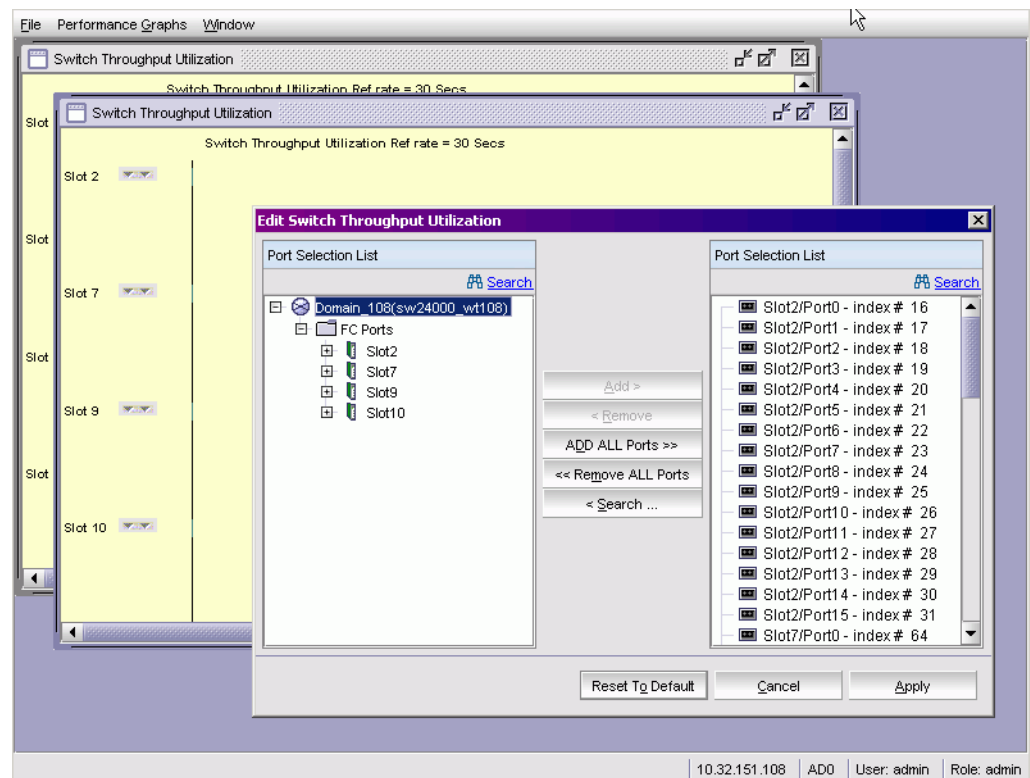 File Performance Graphs Window
Switch Throughput Utilization
Switch Throughput Utilization Ref rate = 30 Secs
Slot
Slot
Slot
Slot
Switch Throughput Utilization
Switch Throughput Utilization Ref rate = 30 Secs
Slot 2
Slot 7
Slot 9
Slot 10
Edit Switch Throughput Utilization
Port Selection List
Search
Domain_108(sw24000_wt108)
FC Ports
Slot2
Slot7
Slot9
Slot10
Add >
< Remove
ADD ALL Ports >>
<< Remove ALL Ports
< Search ...
Port Selection List
Search
Slot2/Port0 - index # 16
Slot2/Port1 - index # 17
Slot2/Port2 - index # 18
Slot2/Port3 - index # 19
Slot2/Port4 - index # 20
Slot2/Port5 - index # 21
Slot2/Port6 - index # 22
Slot2/Port7 - index # 23
Slot2/Port8 - index # 24
Slot2/Port9 - index # 25
Slot2/Port10 - index # 26
Slot2/Port11 - index # 27
Slot2/Port12 - index # 28
Slot2/Port13 - index # 29
Slot2/Port14 - index # 30
Slot2/Port15 - index # 31
Slot7/Port0 - index # 64
Reset To Default Cancel Apply
10.32.151.108 AD0 User: admin Role: admin